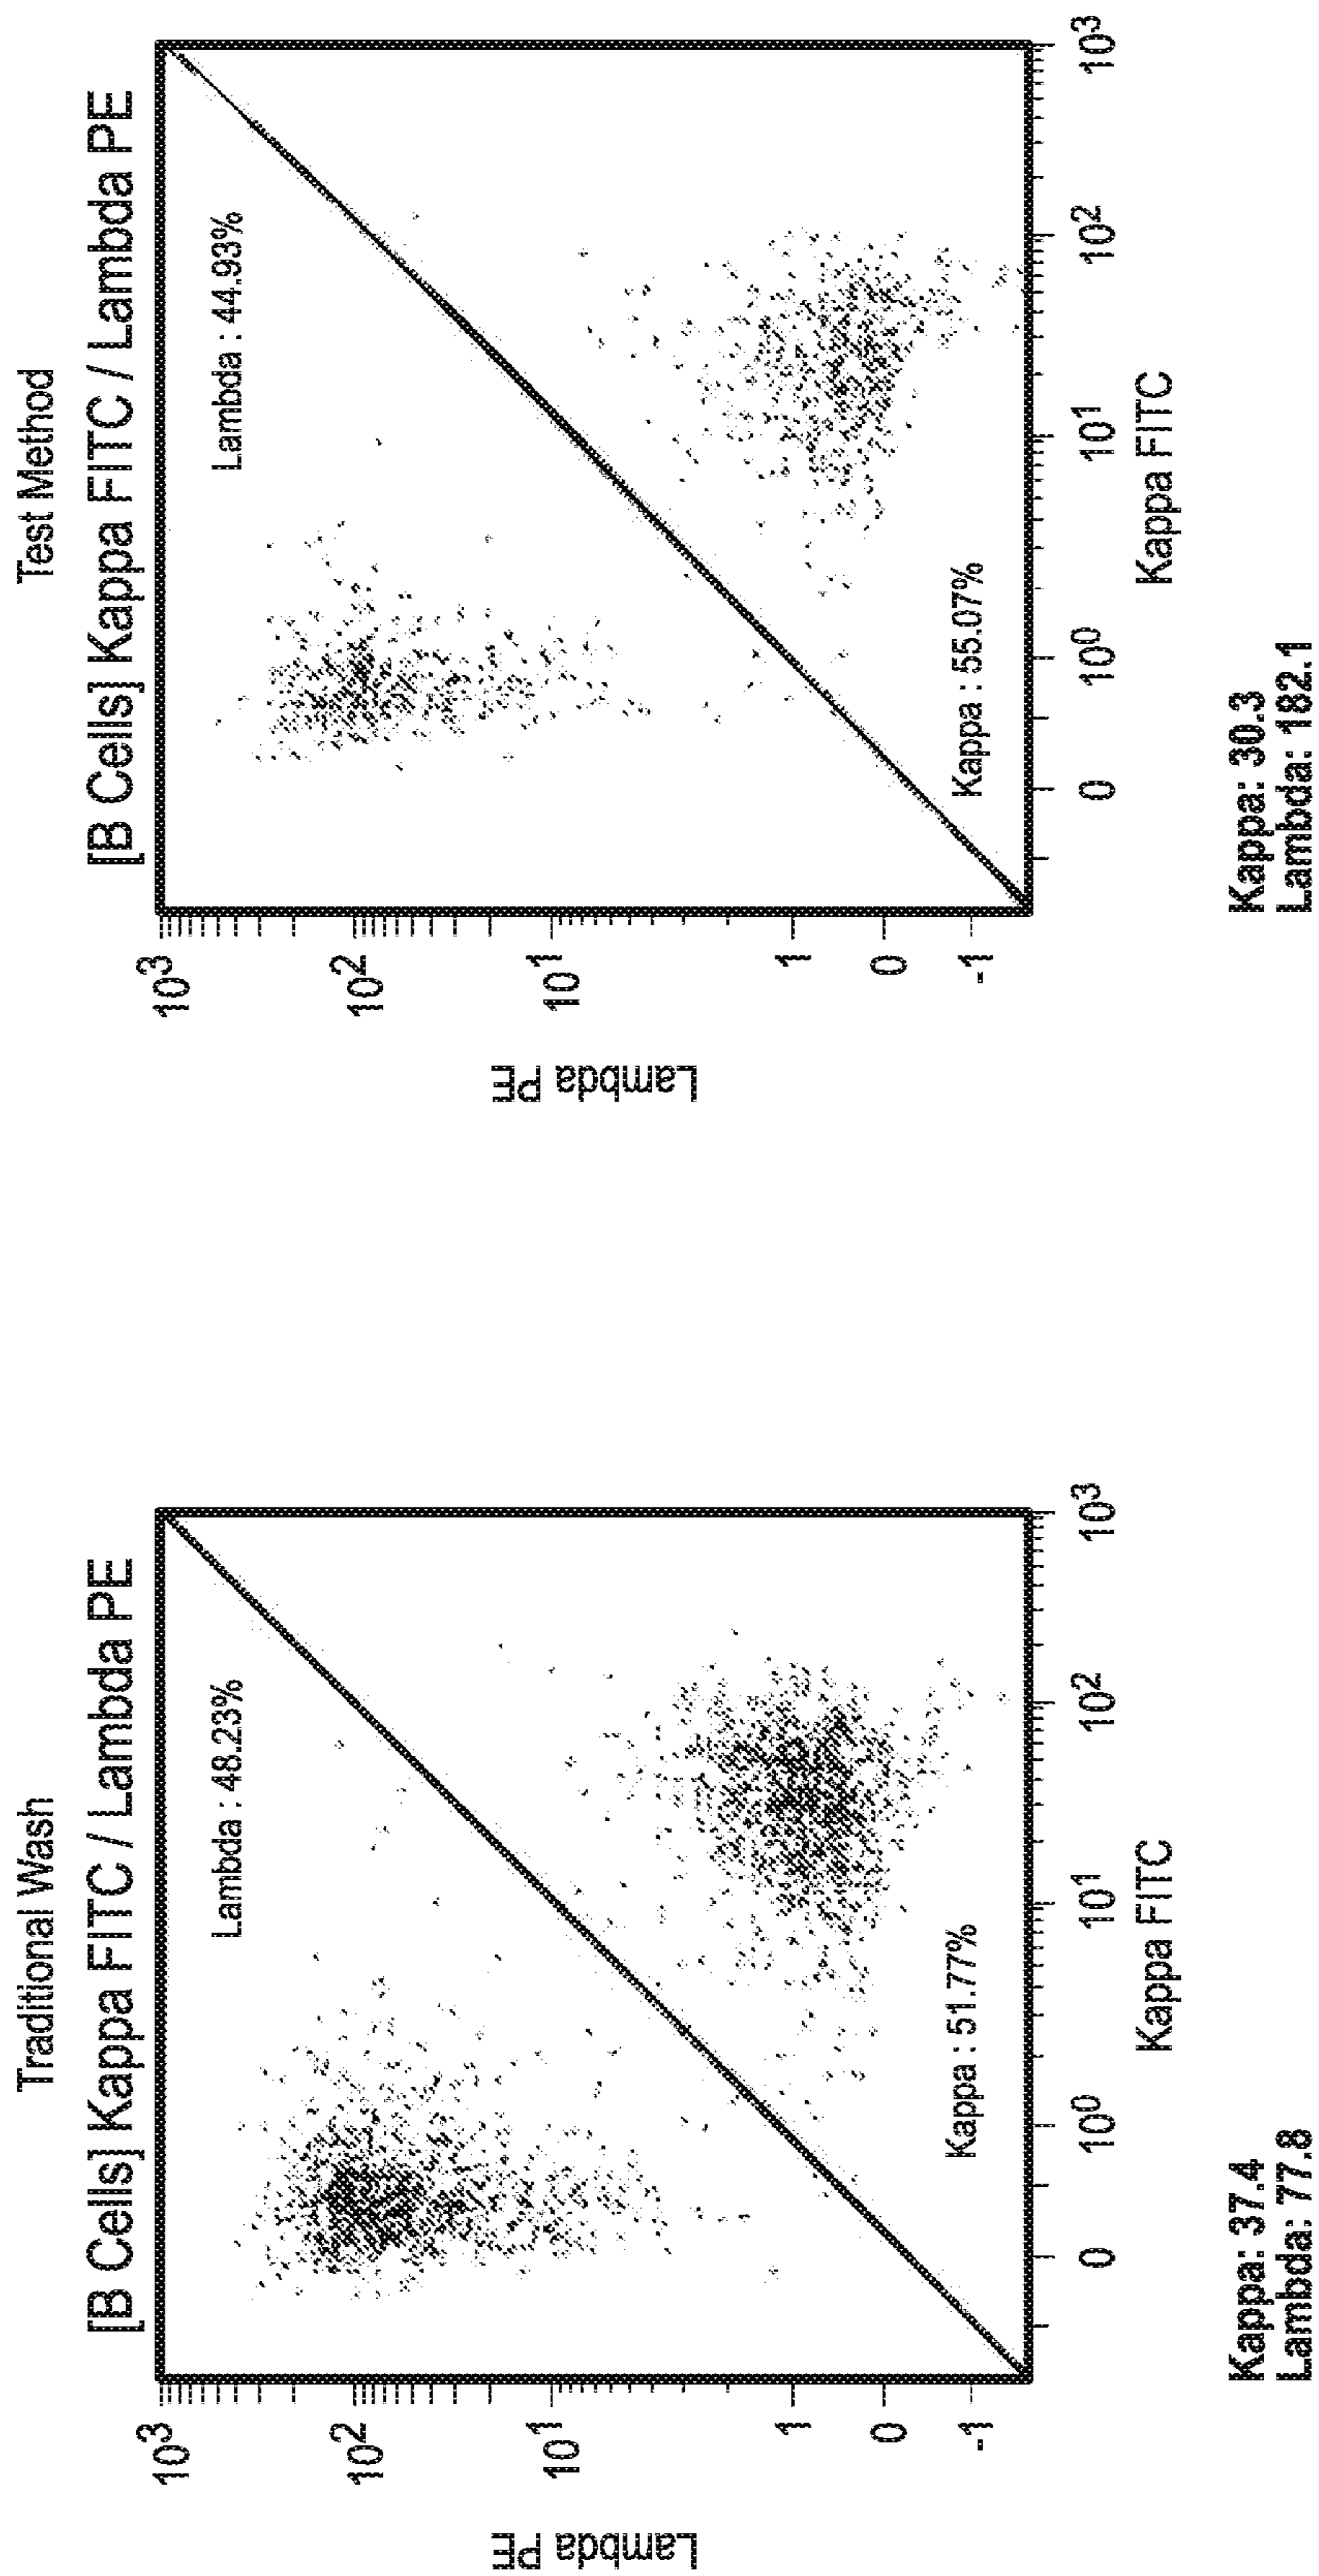 Traditional Wash
[B Cells] Kappa FITC / Lambda PE
Lambda PE
10³
10²
10¹
1
0
-1
Lambda : 48.23%
Kappa : 51.77%
0
10⁰
10¹
10²
10³
Kappa FITC
Kappa: 37.4
Lambda: 77.8
Test Method
[B Cells] Kappa FITC / Lambda PE
Lambda PE
10³
10²
10¹
1
0
-1
Lambda : 44.93%
Kappa : 55.07%
0
10⁰
10¹
10²
10³
Kappa FITC
Kappa: 30.3
Lambda: 182.1